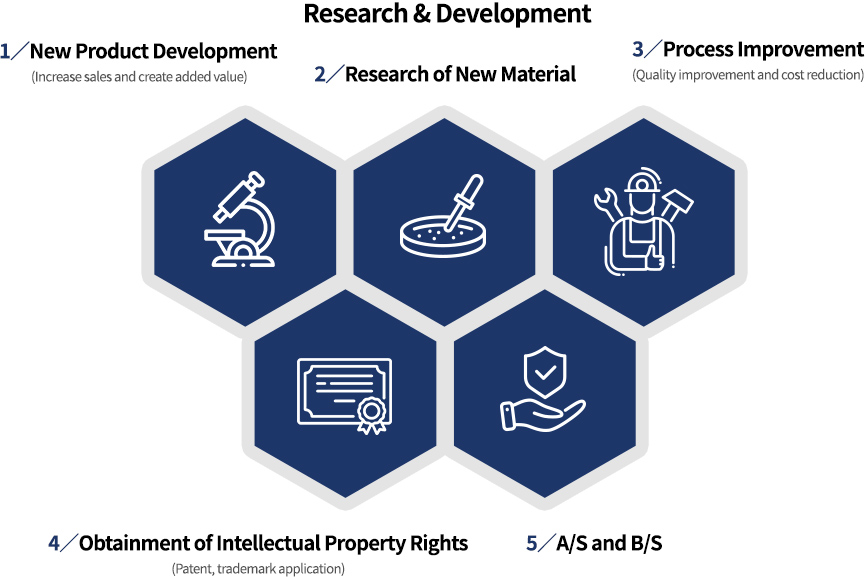 Research & Development
1／New Product Development
(Increase sales and create added value)
2／Research of New Material
3／Process Improvement
(Quality improvement and cost reduction)
4／Obtainment of Intellectual Property Rights
(Patent, trademark application)
5／A/S and B/S